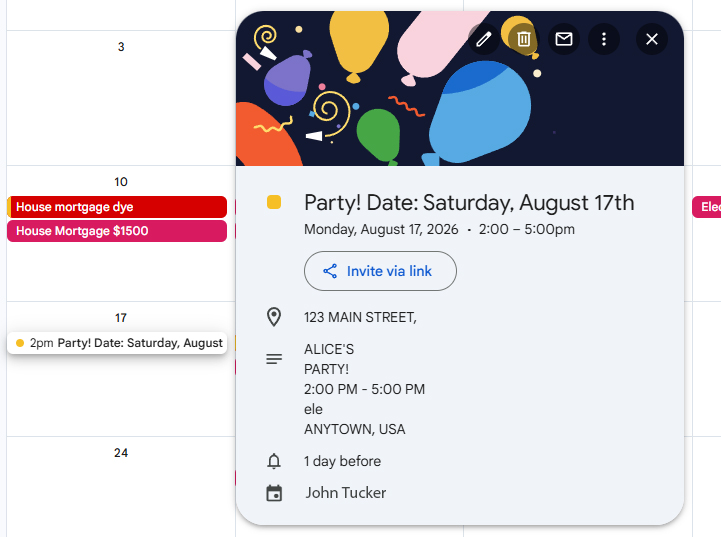 3
10
House mortgage dye
House Mortgage $1500
17
2pm Party! Date: Saturday, August
24
Party! Date: Saturday, August 17th
Monday, August 17, 2026 • 2:00 – 5:00pm
Invite via link
123 MAIN STREET,
ALICE'S
PARTY!
2:00 PM - 5:00 PM
ele
ANYTOWN, USA
1 day before
John Tucker
Elec